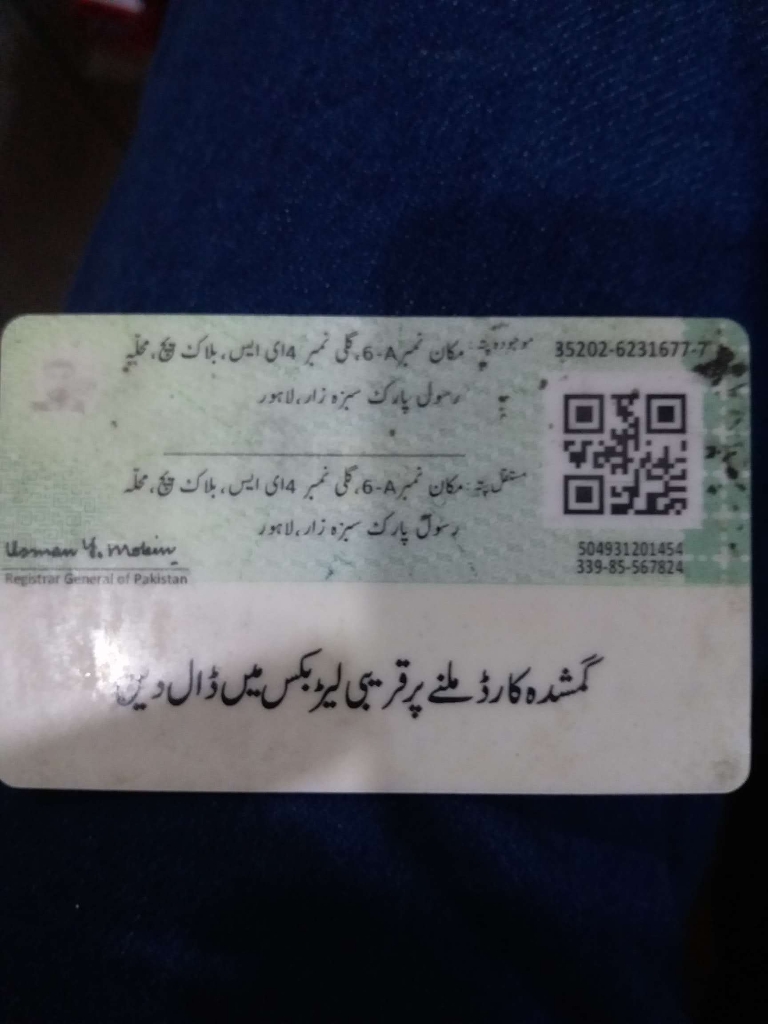 35202-6231677-7
موجودہ پتہ: مکان نمبر 6-A، گلی نمبر 4ای ایس، بلاک ایچ، محلہ
رسول پارک سبزہ زار، لاہور
مستقل پتہ: مکان نمبر 6-A، گلی نمبر 4ای ایس، بلاک ایچ، محلہ
رسول پارک سبزہ زار، لاہور
504931201454
339-85-567824
Usman Y. Mobin
Registrar General of Pakistan
گمشدہ کارڈ ملنے پر قریبی لیٹر بکس میں ڈال دیں